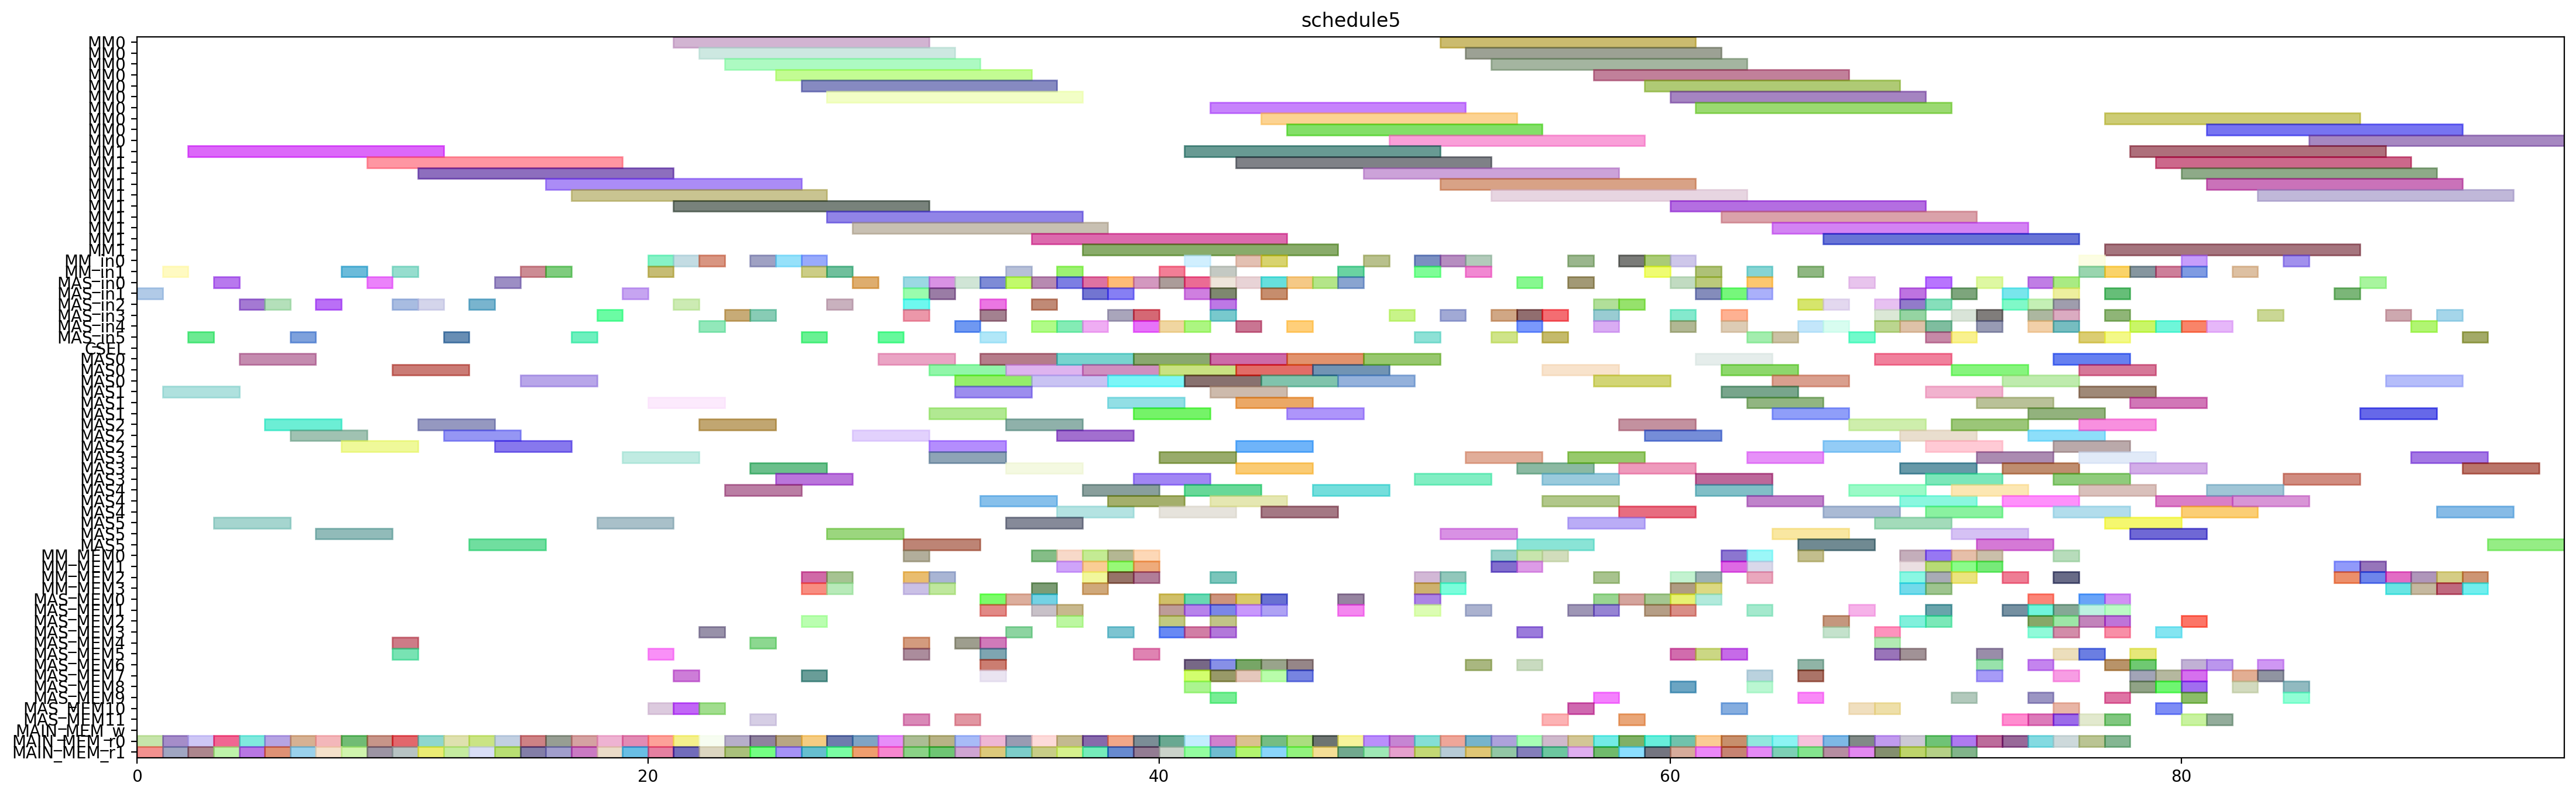 schedule5
MM0
MM0
MM0
MM0
MM0
MM0
MM0
MM0
MM0
MM0
MM1
MM1
MM1
MM1
MM1
MM1
MM1
MM1
MM1
MM1
MM_in0
MM_in1
MAS_in0
MAS_in1
MAS_in2
MAS_in3
MAS_in4
MAS_in5
CSEL
MAS0
MAS0
MAS0
MAS1
MAS1
MAS1
MAS2
MAS2
MAS2
MAS3
MAS3
MAS3
MAS4
MAS4
MAS4
MAS5
MAS5
MAS5
MM_MEM0
MM_MEM1
MM_MEM2
MM_MEM3
MAS_MEM0
MAS_MEM1
MAS_MEM2
MAS_MEM3
MAS_MEM4
MAS_MEM5
MAS_MEM6
MAS_MEM7
MAS_MEM8
MAS_MEM9
MAS_MEM10
MAS_MEM11
MAIN_MEM_w
MAIN_MEM_r0
MAIN_MEM_r1
0 20 40 60 80